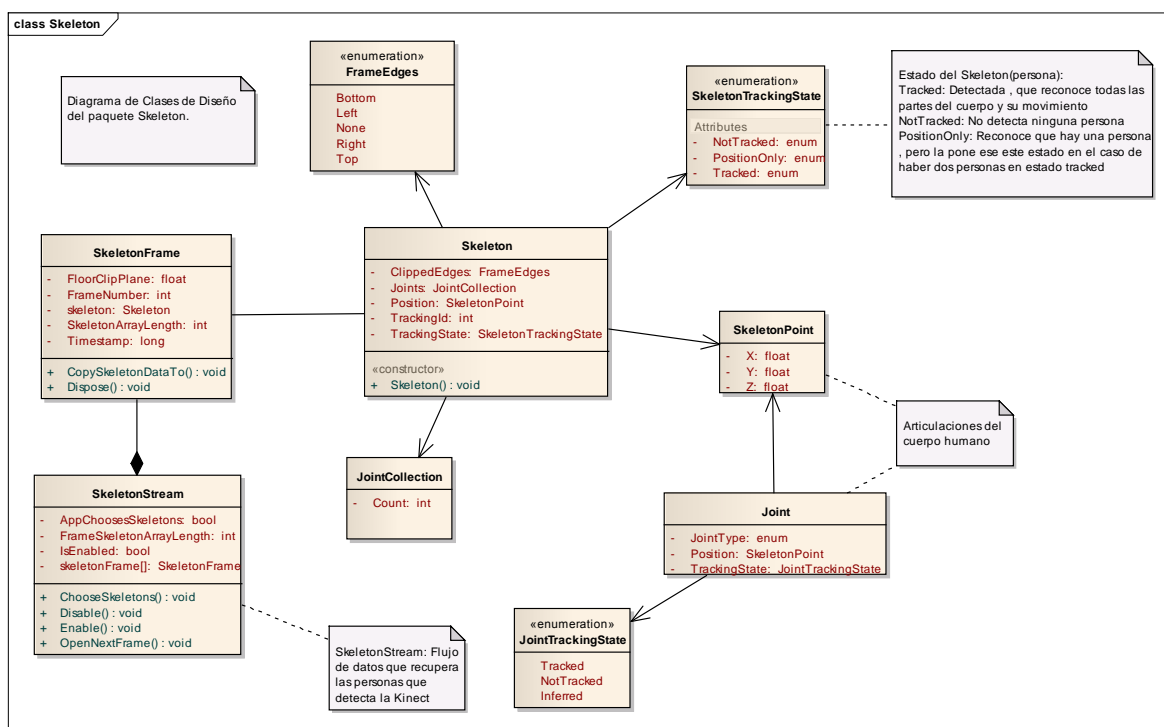 class Skeleton
Diagrama de Clases de Diseño
del paquete Skeleton.
«enumeration»
FrameEdges
Bottom
Left
None
Right
Top
«enumeration»
SkeletonTrackingState
Attributes
- NotTracked: enum
- PositionOnly: enum
- Tracked: enum
Estado del Skeleton(persona):
Tracked: Detectada , que reconoce todas las
partes del cuerpo y su movimiento
NotTracked: No detecta ninguna persona
PositionOnly: Reconoce que hay una persona
, pero la pone ese este estado en el caso de
haber dos personas en estado tracked
SkeletonFrame
- FloorClipPlane: float
- FrameNumber: int
- skeleton: Skeleton
- SkeletonArrayLength: int
- Timestamp: long
+ CopySkeletonDataTo() : void
+ Dispose() : void
Skeleton
- ClippedEdges: FrameEdges
- Joints: JointCollection
- Position: SkeletonPoint
- TrackingId: int
- TrackingState: SkeletonTrackingState
«constructor»
+ Skeleton() : void
SkeletonPoint
- X: float
- Y: float
- Z: float
Articulaciones del
cuerpo humano
JointCollection
- Count: int
SkeletonStream
- AppChoosesSkeletons: bool
- FrameSkeletonArrayLength: int
- IsEnabled: bool
- skeletonFrame[]: SkeletonFrame
+ ChooseSkeletons() : void
+ Disable() : void
+ Enable() : void
+ OpenNextFrame() : void
Joint
- JointType: enum
- Position: SkeletonPoint
- TrackingState: JointTrackingState
SkeletonStream: Flujo
de datos que recupera
las personas que
detecta la Kinect
«enumeration»
JointTrackingState
Tracked
NotTracked
Inferred